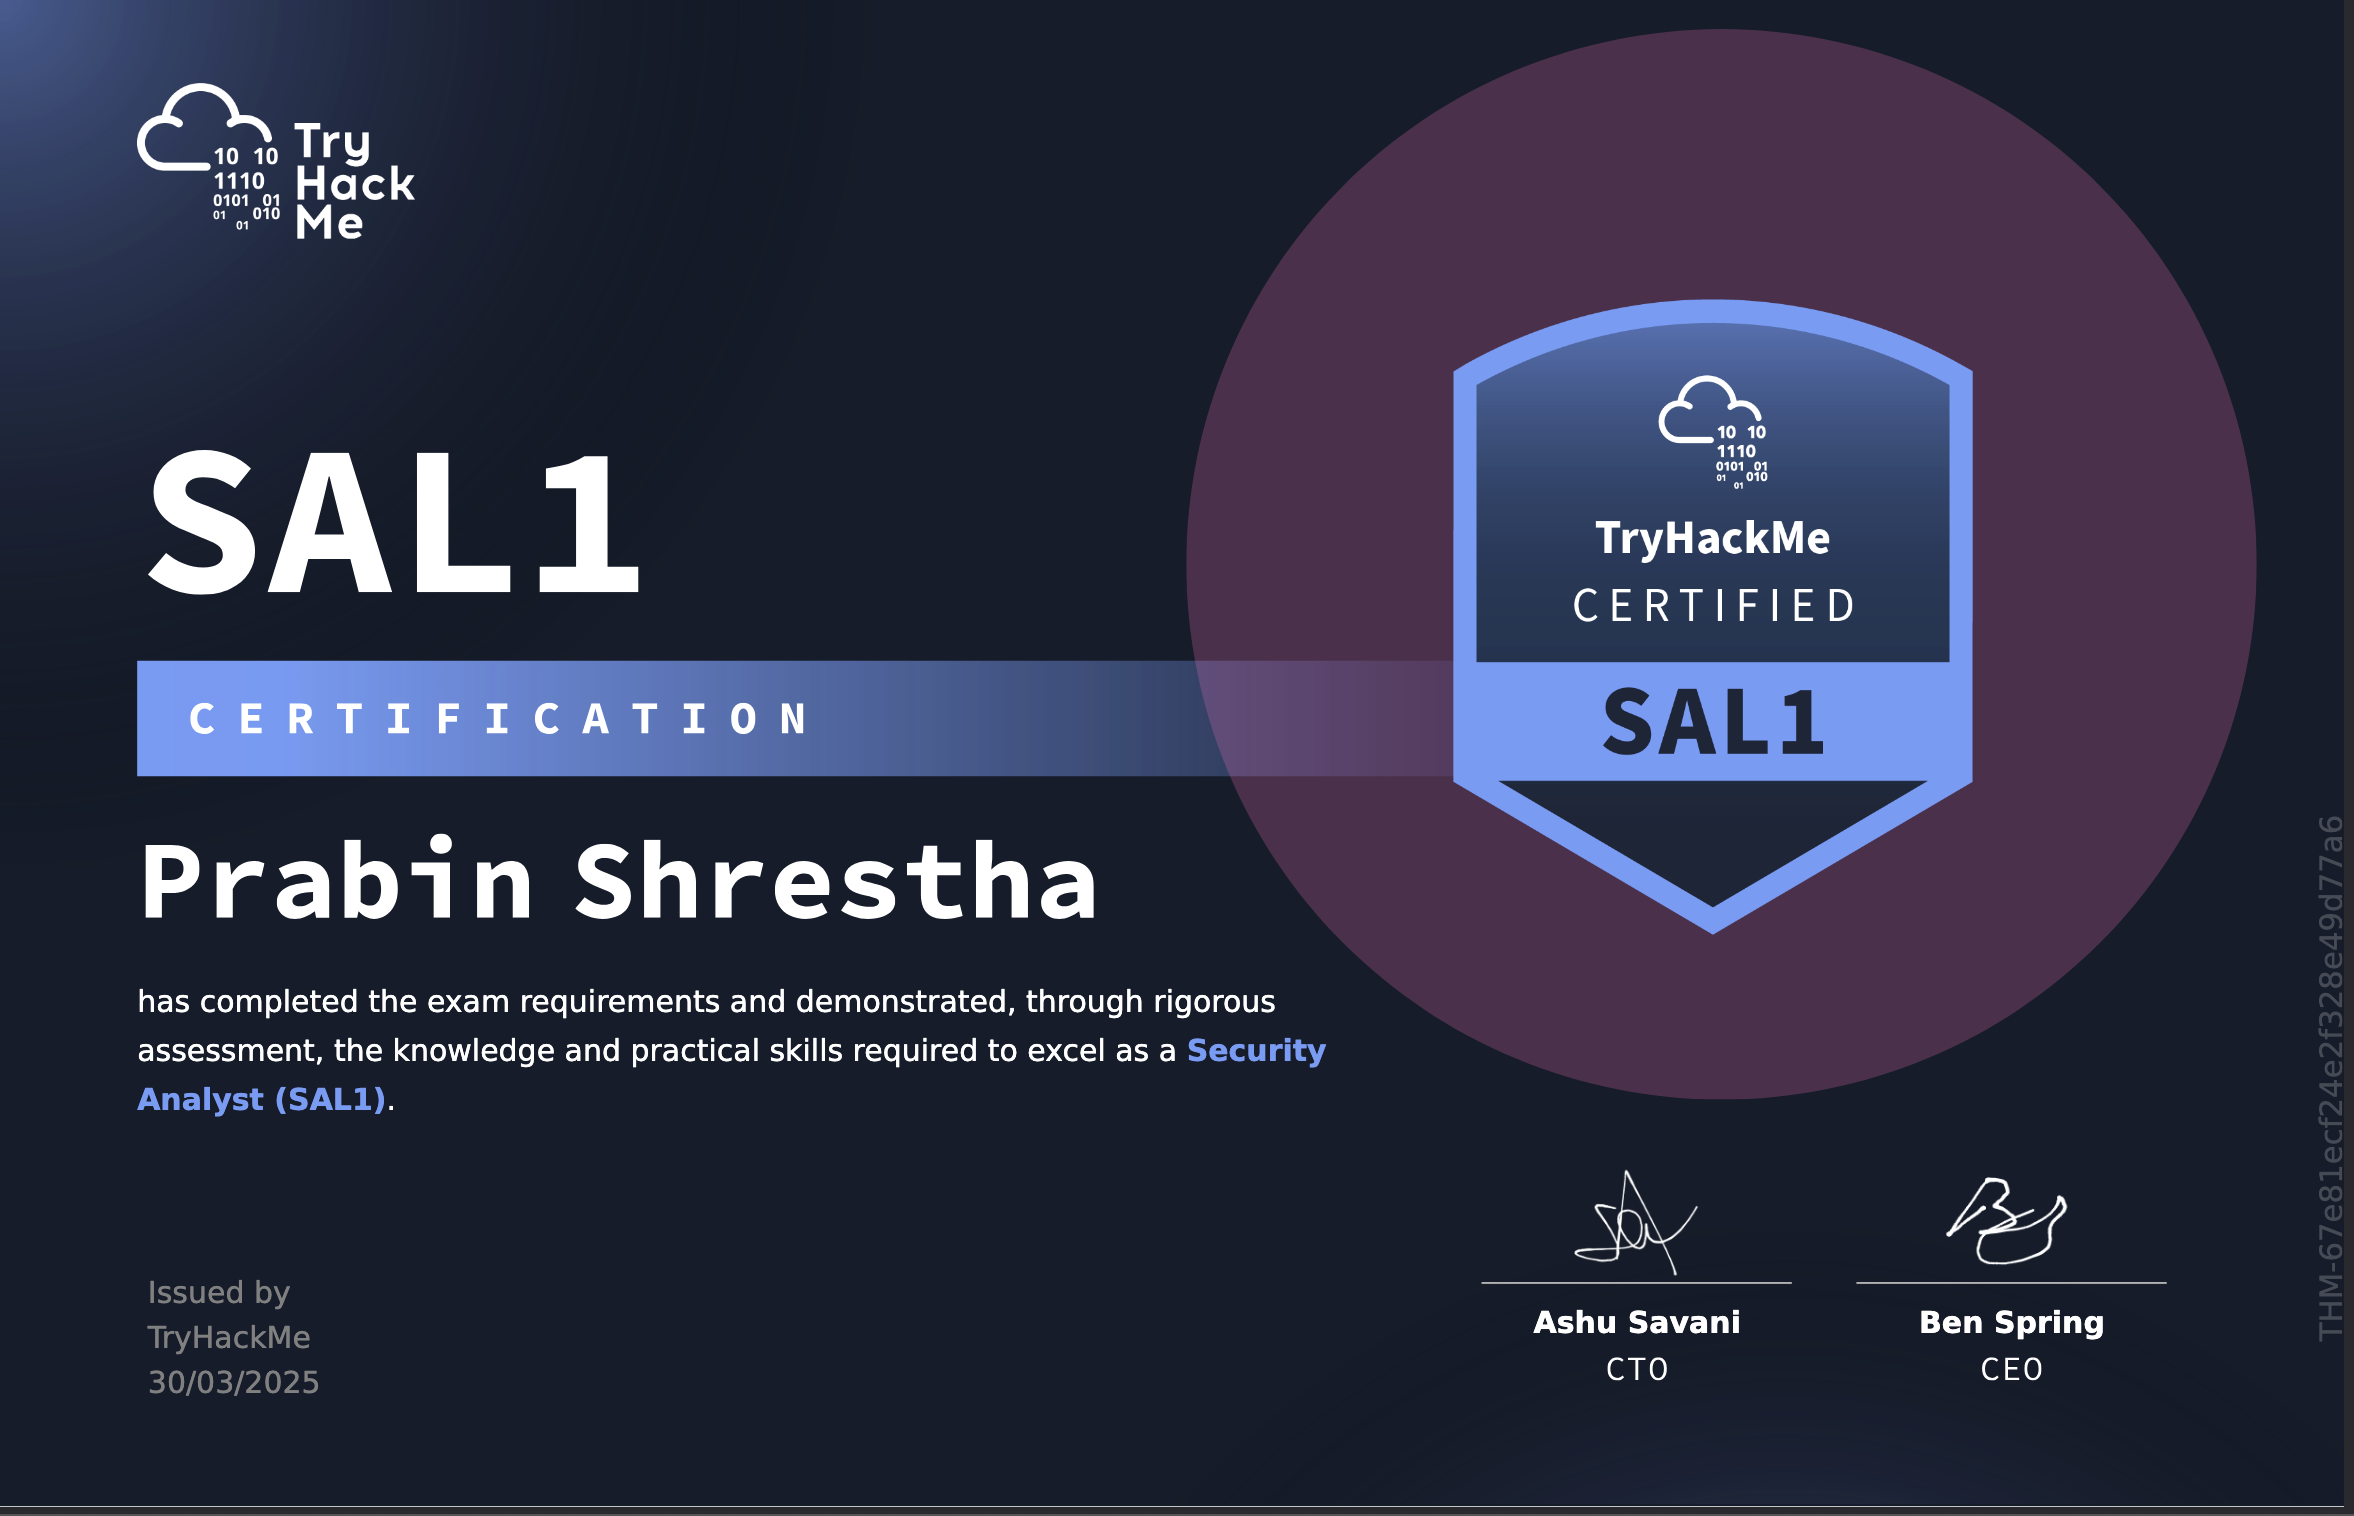 Try
Hack
Me
10 10
1110
0101 01
01 010
01
SAL1
CERTIFICATION
Prabin Shrestha
has completed the exam requirements and demonstrated, through rigorous
assessment, the knowledge and practical skills required to excel as a Security
Analyst (SAL1).
Issued by
TryHackMe
30/03/2025
10 10
1110
0101 01
01 010
01
TryHackMe
CERTIFIED
SAL1
Ashu Savani
CTO
Ben Spring
CEO
THM-67e81ecf24e2f328e49d77a6